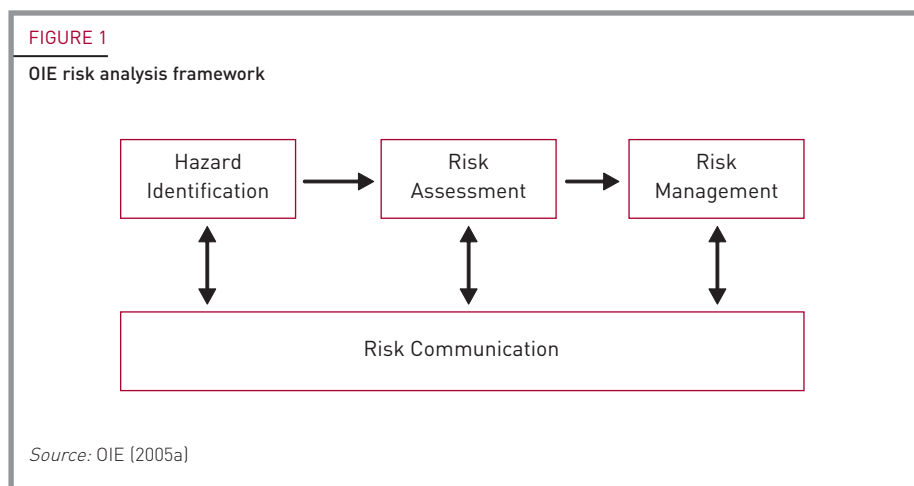 FIGURE 1
OIE risk analysis framework
Hazard
Identification
Risk
Assessment
Risk
Management
Risk Communication
Source: OIE (2005a)